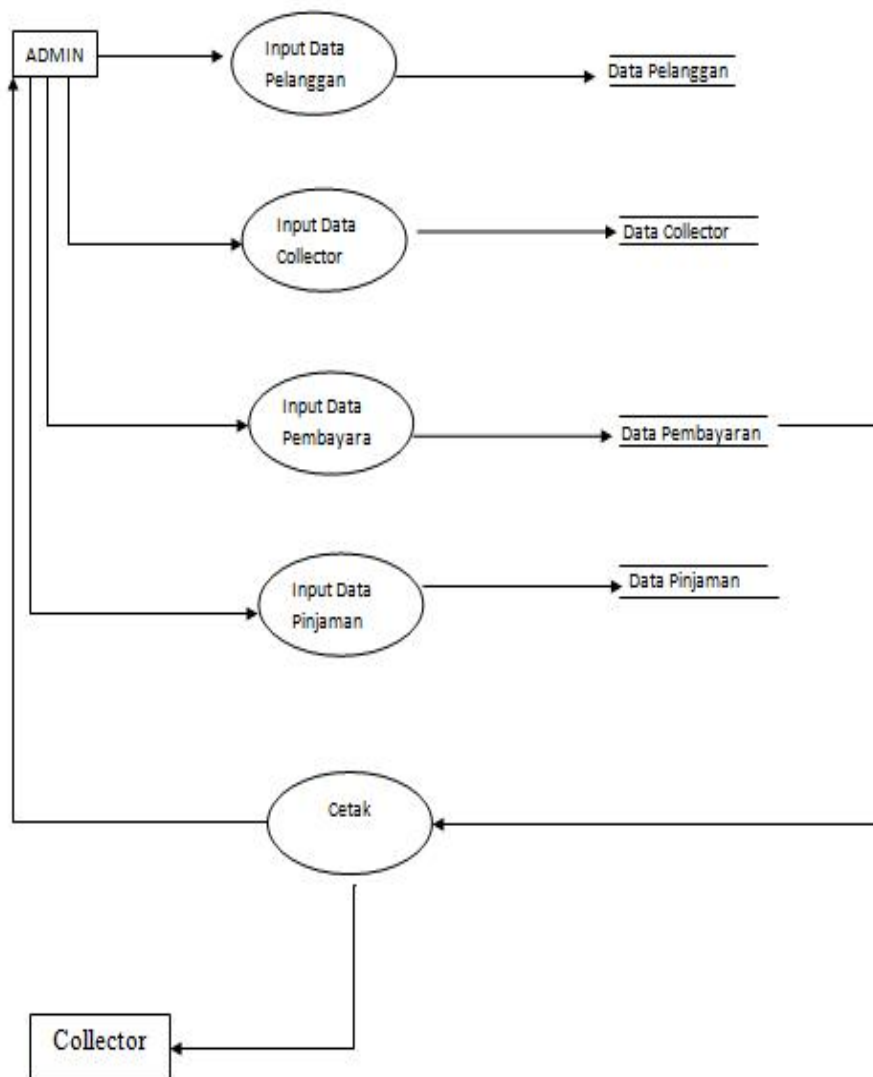 ADMIN
Input Data
Pelanggan
Data Pelanggan
Input Data
Collector
Data Collector
Input Data
Pembayara
Data Pembayaran
Input Data
Pinjaman
Data Pinjaman
Cetak
Collector